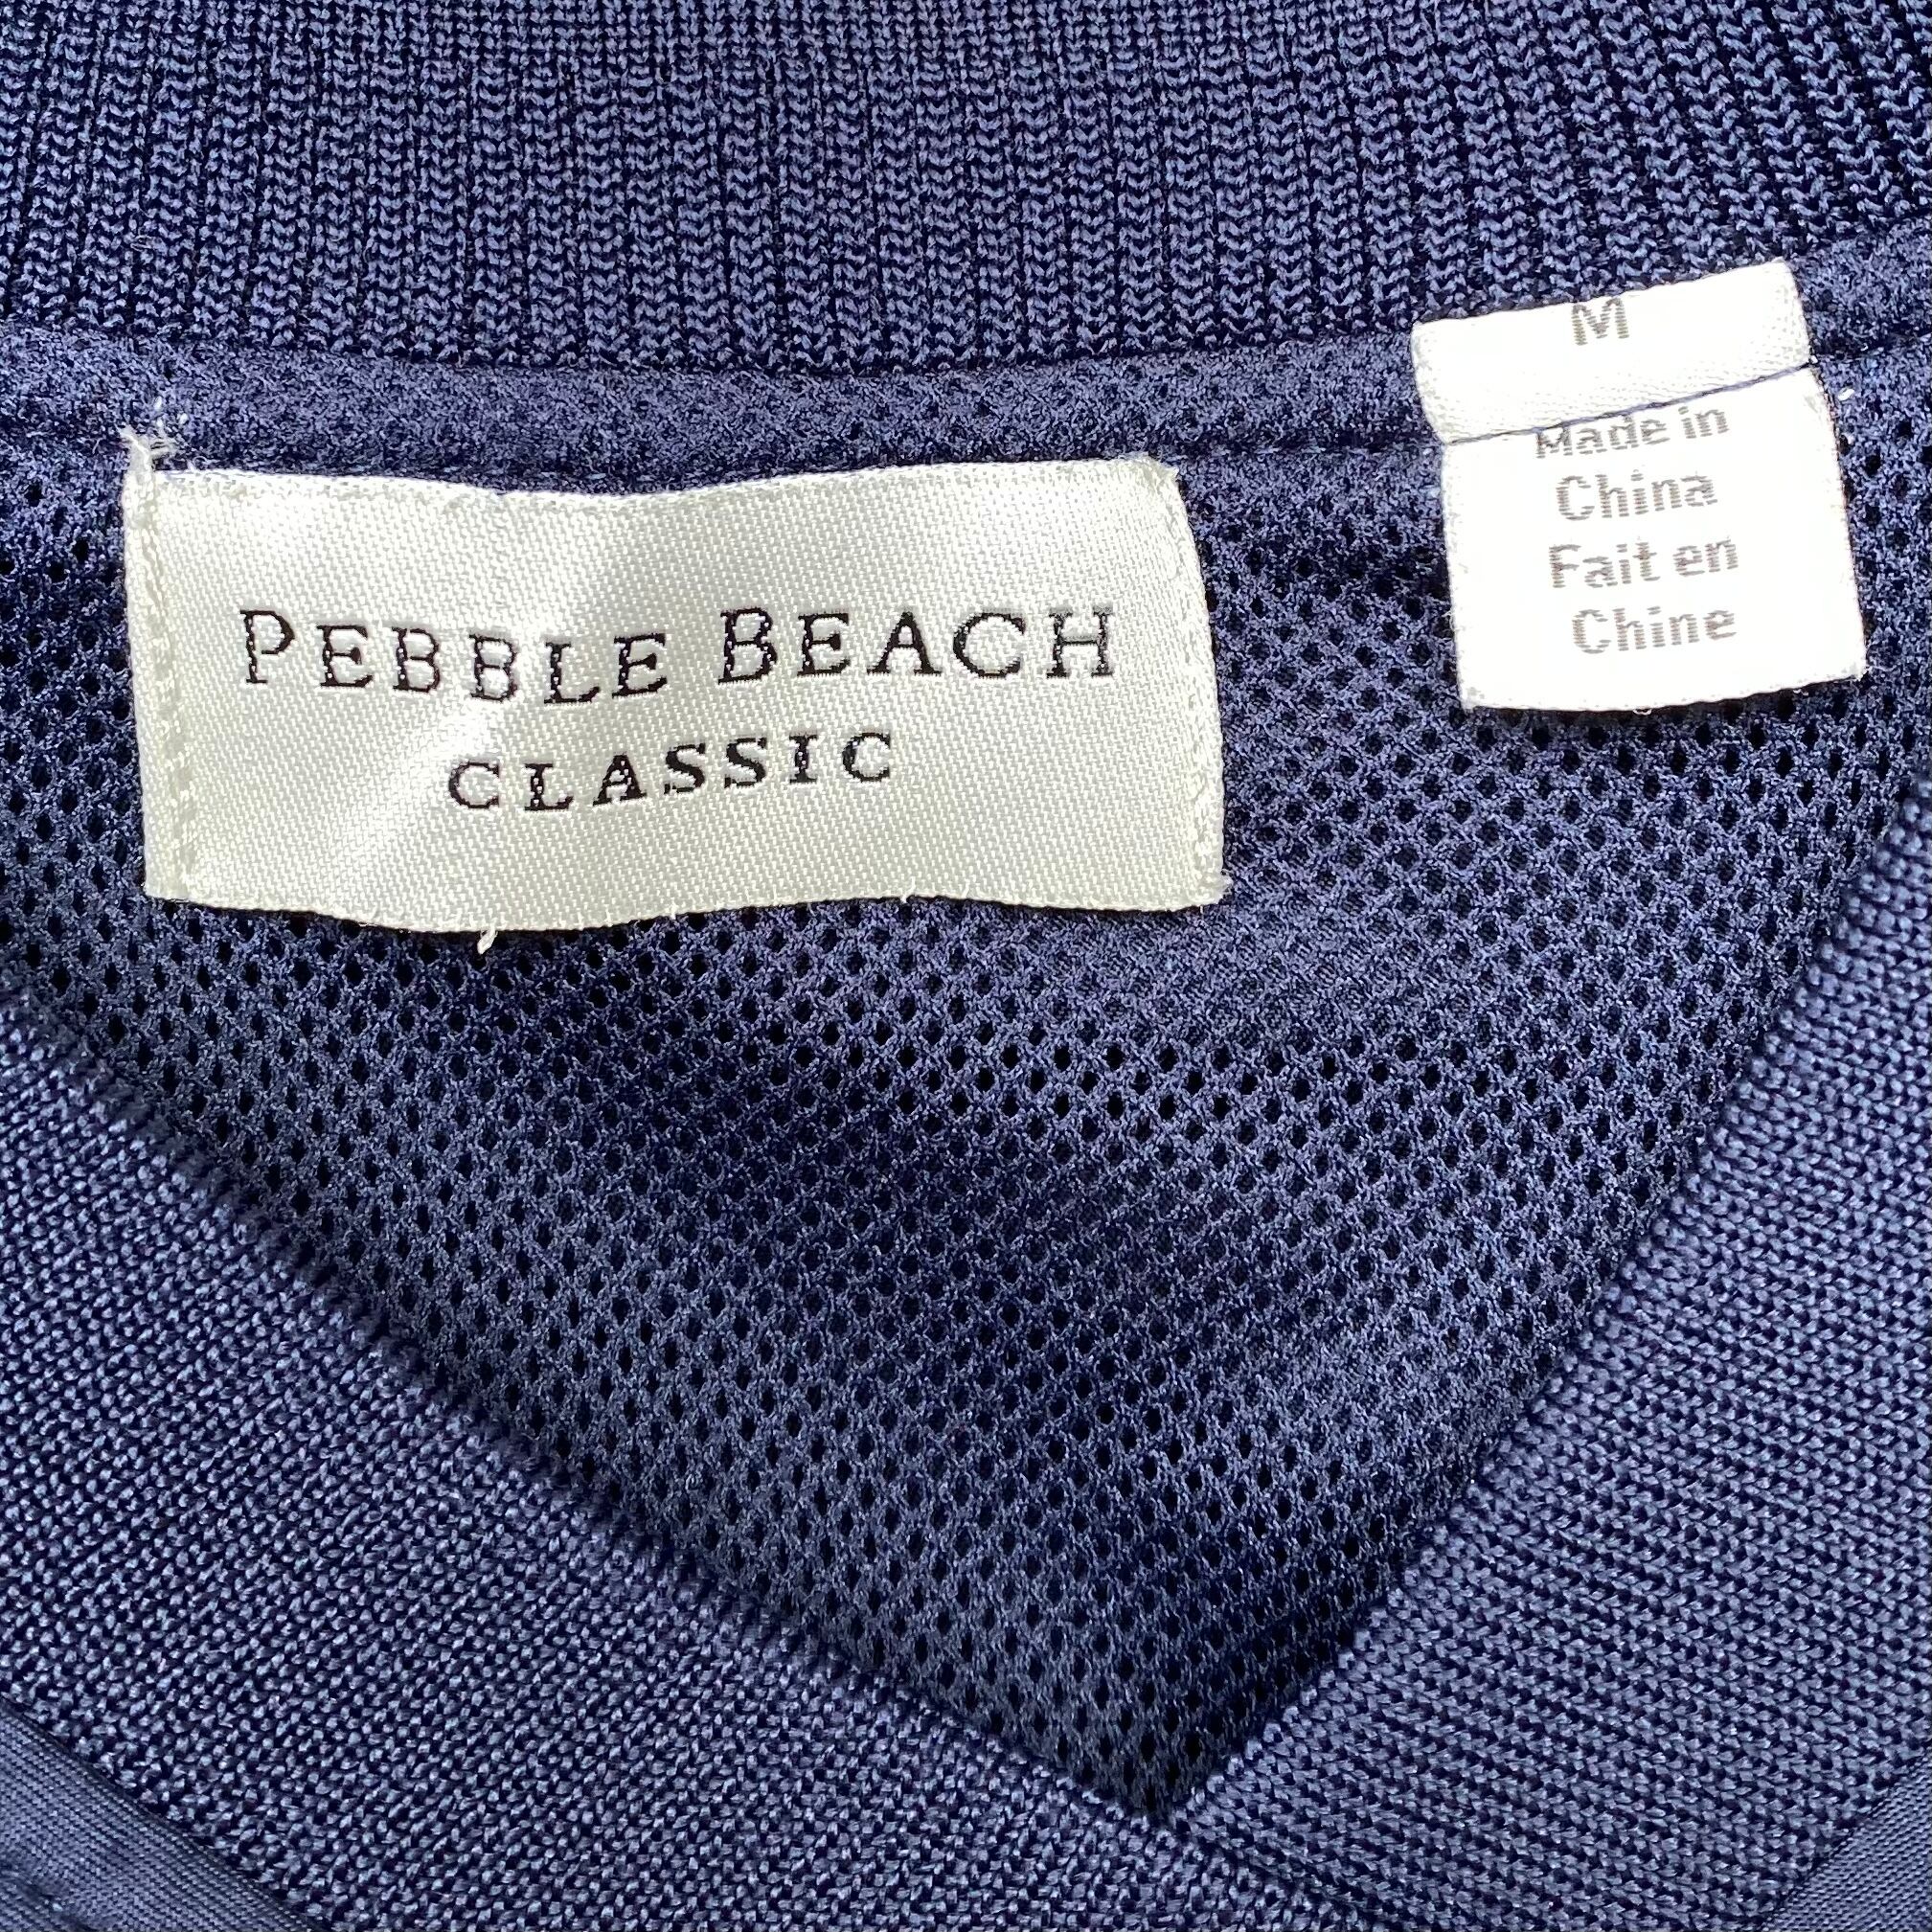 PEBBLE BEACH
CLASSIC
M
Made in
China
Fait en
Chine